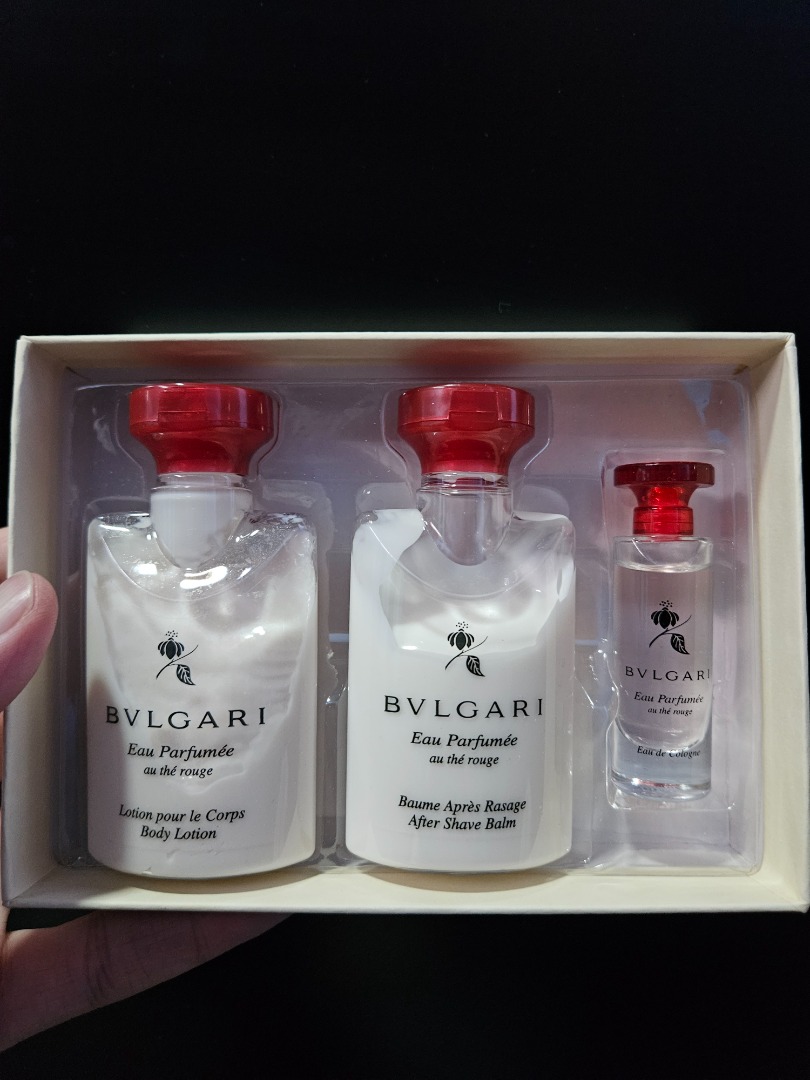 BVLGARI
Eau Parfumée
au thé rouge
Lotion pour le Corps
Body Lotion
BVLGARI
Eau Parfumée
au thé rouge
Baume Après Rasage
After Shave Balm
BVLGARI
Eau Parfumée
au thé rouge
Eau de Cologne